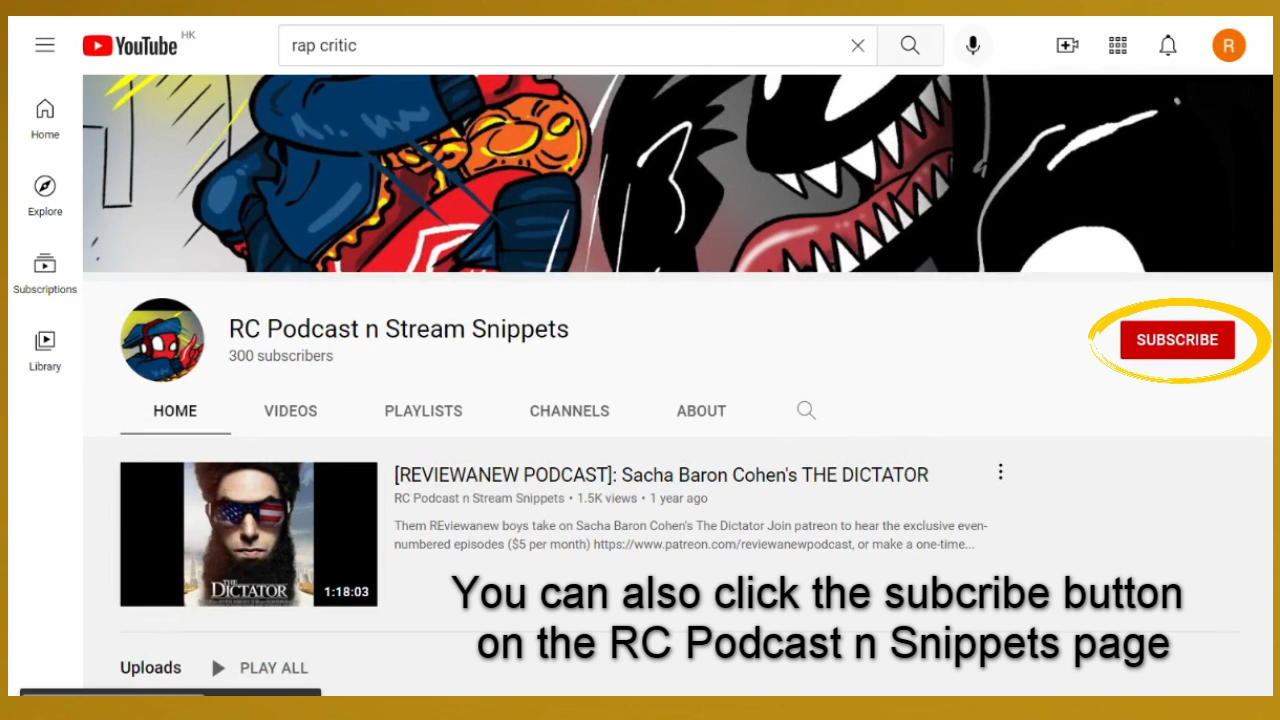 YouTube HK
rap critic
R
Home
Explore
Subscriptions
Library
RC Podcast n Stream Snippets
300 subscribers
SUBSCRIBE
HOME VIDEOS PLAYLISTS CHANNELS ABOUT
[REVIEWANEW PODCAST]: Sacha Baron Cohen's THE DICTATOR
RC Podcast n Stream Snippets • 1.5K views • 1 year ago
Them REviewanew boys take on Sacha Baron Cohen's The Dictator Join patreon to hear the exclusive even-
numbered episodes ($5 per month) https://www.patreon.com/reviewanewpodcast, or make a one-time...
THE
DICTATOR
1:18:03
You can also click the subcribe button
on the RC Podcast n Snippets page
Uploads PLAY ALL